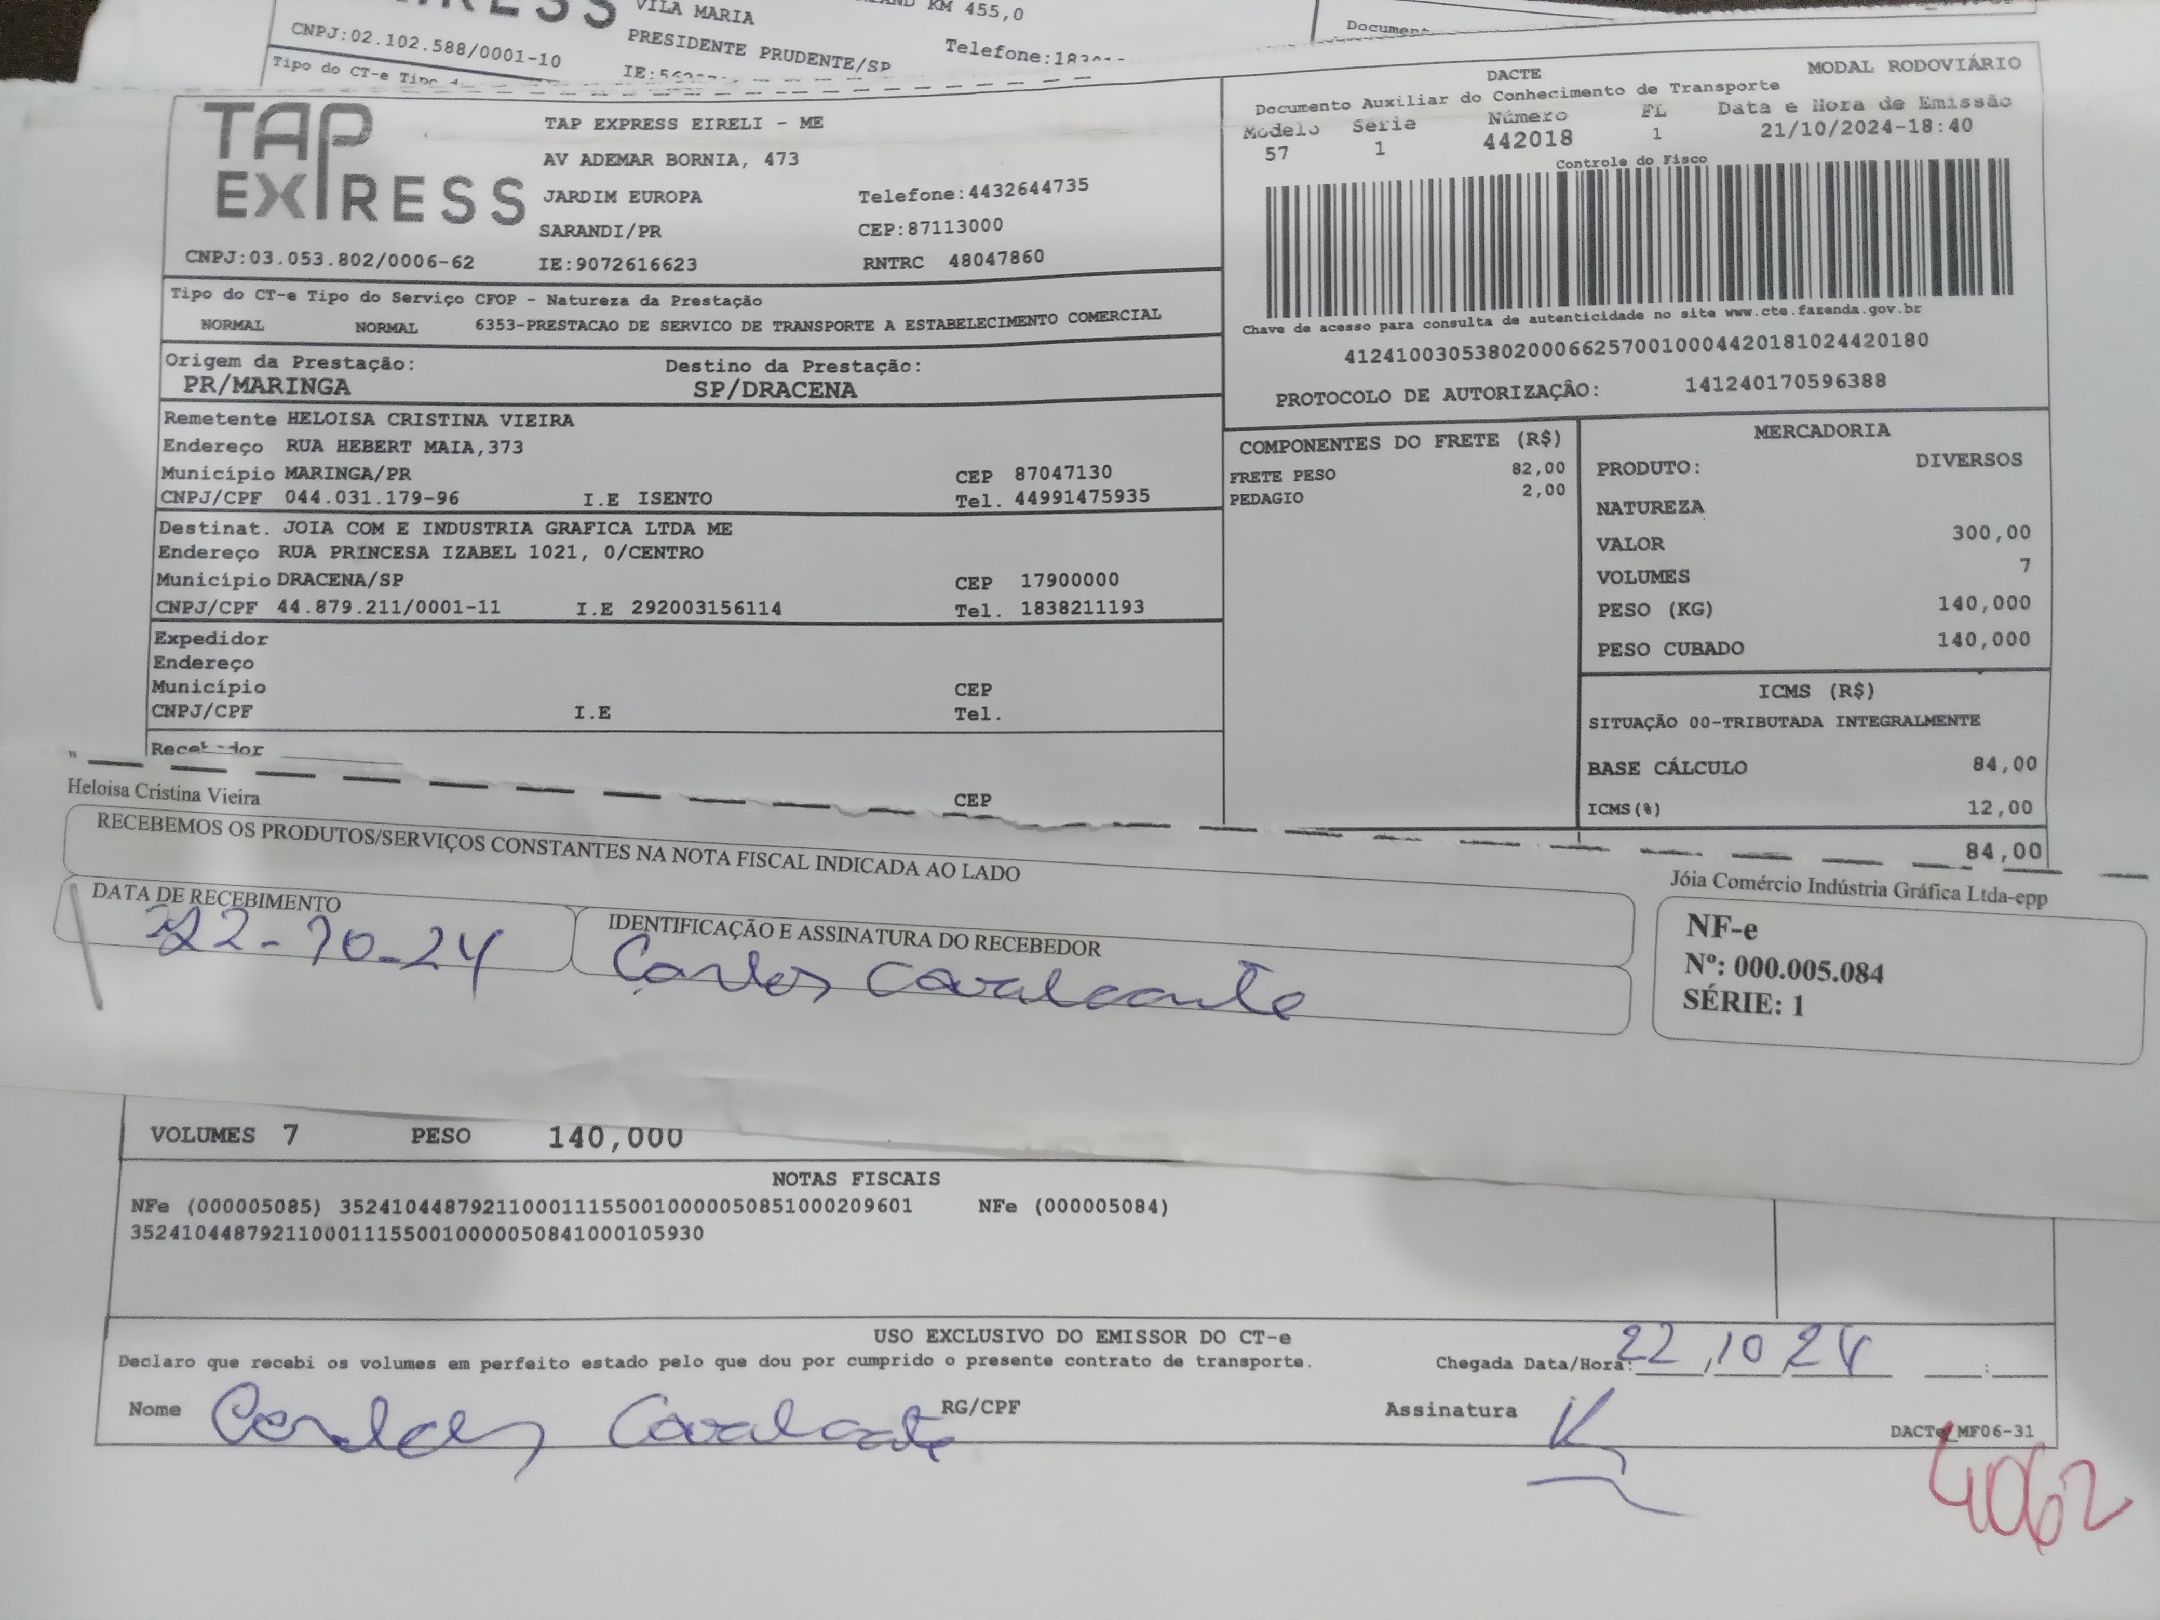 VILA MARIA
KM 455,0
CNPJ:02.102.588/0001-10
PRESIDENTE PRUDENTE/SP
Tipo do CT-e
TAP EXPRESS
TAP EXPRESS EIRELI - ME
AV ADEMAR BORNIA, 473
JARDIM EUROPA Telefone:4432644735
SARANDI/PR CEP:87113000
CNPJ:03.053.802/0006-62 IE:9072616623 RNTRC 48047860
DACTE MODAL RODOVIÁRIO
Documento Auxiliar do Conhecimento de Transporte
Modelo Série Número FL Data e Hora de Emissão
57 1 442018 1 21/10/2024-18:40
Controle do Fisco
Chave de acesso para consulta de autenticidade no site www.cte.fazenda.gov.br
41241003053802000662570010004420181024420180
PROTOCOLO DE AUTORIZAÇÂO: 141240170596388
Tipo do CT-e Tipo do Serviço CFOP - Natureza da Prestação
NORMAL NORMAL 6353-PRESTACAO DE SERVICO DE TRANSPORTE A ESTABELECIMENTO COMERCIAL
Origem da Prestação: Destino da Prestação:
PR/MARINGA SP/DRACENA
Remetente HELOISA CRISTINA VIEIRA
Endereço RUA HEBERT MAIA,373
Município MARINGA/PR CEP 87047130
CNPJ/CPF 044.031.179-96 I.E ISENTO Tel. 44991475935
Destinat. JOIA COM E INDUSTRIA GRAFICA LTDA ME
Endereço RUA PRINCESA IZABEL 1021, 0/CENTRO
Município DRACENA/SP CEP 17900000
CNPJ/CPF 44.879.211/0001-11 I.E 292003156114 Tel. 1838211193
Expedidor
Endereço
Município CEP
CNPJ/CPF I.E Tel.
CEP
COMPONENTES DO FRETE (R$)
FRETE PESO 82,00
PEDAGIO 2,00
MERCADORIA
PRODUTO: DIVERSOS
NATUREZA
VALOR 300,00
VOLUMES 7
PESO (KG) 140,000
PESO CUBADO 140,000
ICMS (R$)
SITUAÇÃO 00-TRIBUTADA INTEGRALMENTE
BASE CÁLCULO 84,00
ICMS(%) 12,00
84,00
Heloisa Cristina Vieira
RECEBEMOS OS PRODUTOS/SERVIÇOS CONSTANTES NA NOTA FISCAL INDICADA AO LADO
DATA DE RECEBIMENTO IDENTIFICAÇÃO E ASSINATURA DO RECEBEDOR
22-10-24 Carlos Cavalcante
Jóia Comércio Indústria Gráfica Ltda-epp
NF-e
Nº: 000.005.084
SÉRIE: 1
VOLUMES 7 PESO 140,000
NOTAS FISCAIS
NFe (000005085) 35241044879211000111550010000050851000209601 NFe (000005084)
35241044879211000111550010000050841000105930
USO EXCLUSIVO DO EMISSOR DO CT-e
Declaro que recebi os volumes em perfeito estado pelo que dou por cumprido o presente contrato de transporte. Chegada Data/Hora: 22/10/24
Nome Carlos Cavalcante RG/CPF Assinatura
DACTe_MF06-31
4062